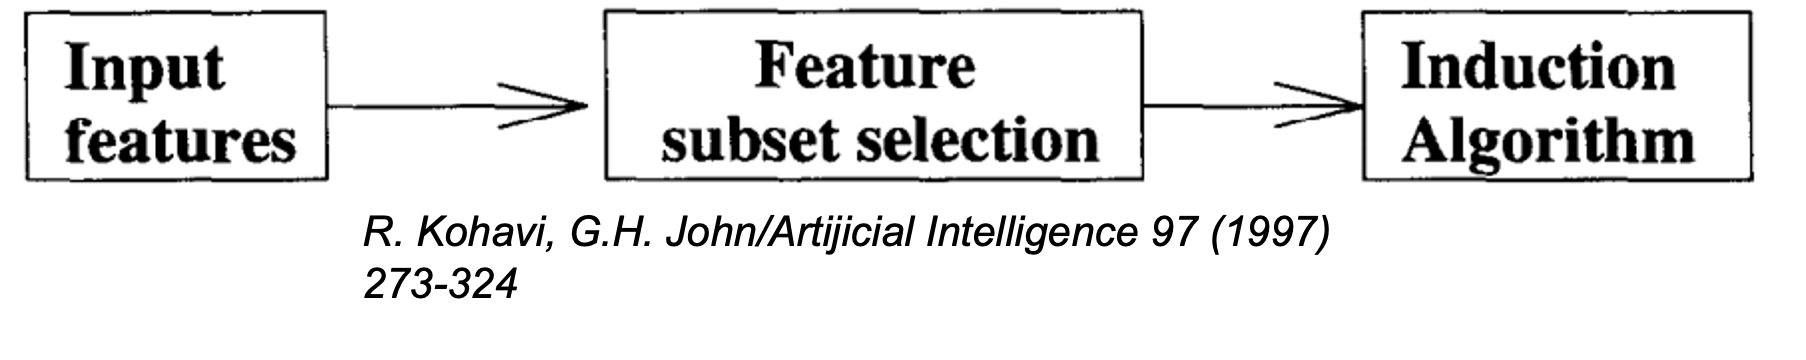 Input
features
Feature
subset selection
Induction
Algorithm
R. Kohavi, G.H. John/Artijicial Intelligence 97 (1997)
273-324